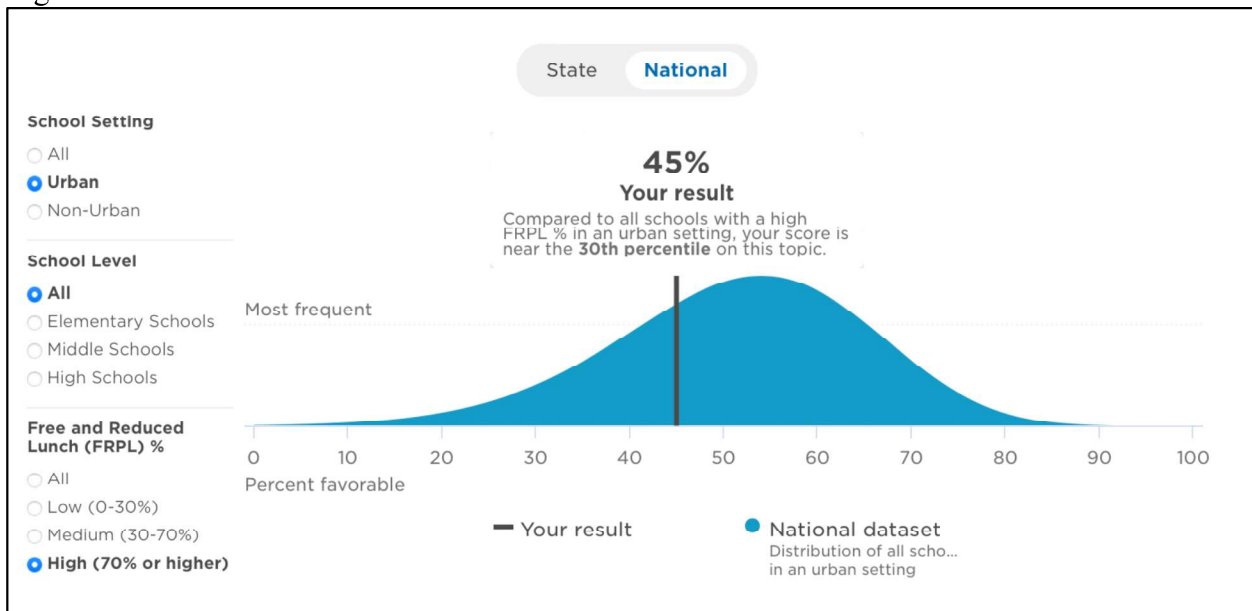 State National
School Setting
All
Urban
Non-Urban
School Level
All
Elementary Schools
Middle Schools
High Schools
Free and Reduced
Lunch (FRPL) %
All
Low (0-30%)
Medium (30-70%)
High (70% or higher)
45%
Your result
Compared to all schools with a high
FRPL % in an urban setting, your score is
near the 30th percentile on this topic.
Most frequent
0 10 20 30 40 50 60 70 80 90 100
Percent favorable
Your result
National dataset
Distribution of all scho...
in an urban setting